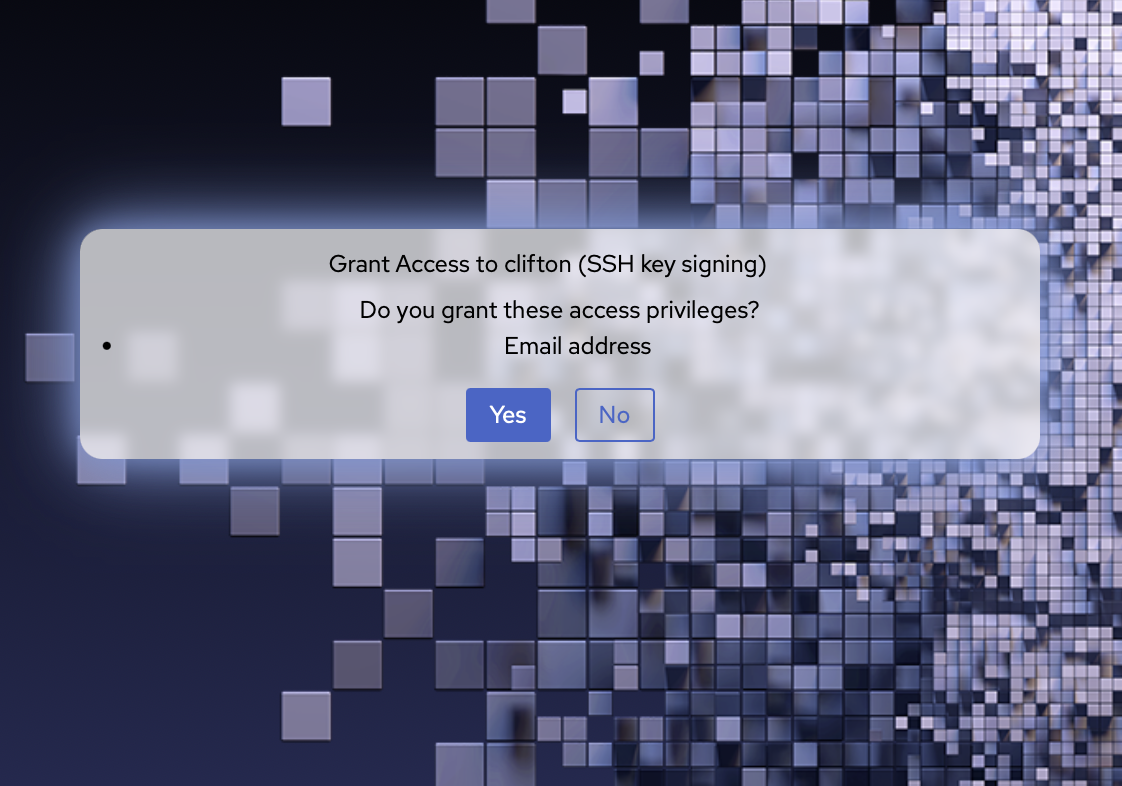 Grant Access to clifton (SSH key signing)
Do you grant these access privileges?
• Email address
Yes No